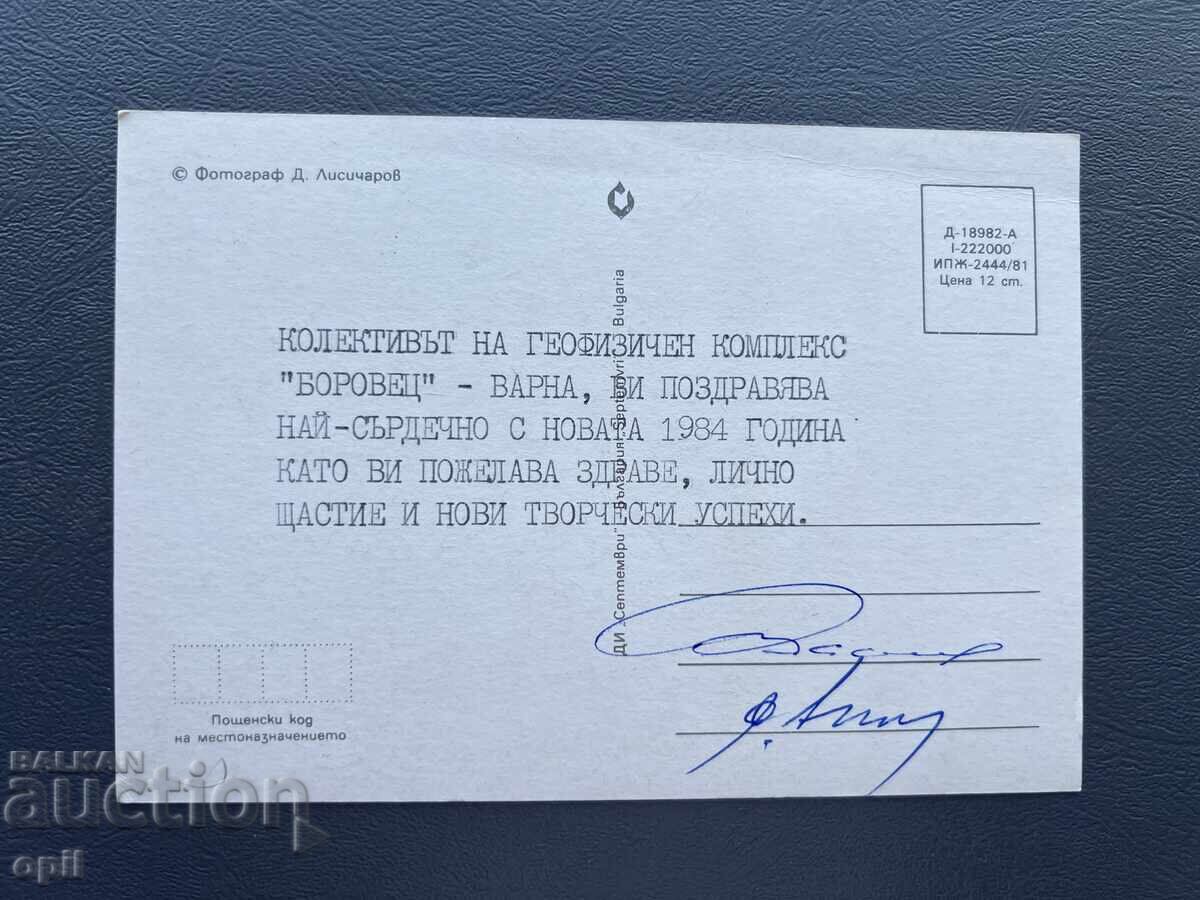 © Фотограф Д. Лисичаров
Д-18982-А
I-222000
ИПЖ-2444/81
Цена 12 ст.
КОЛЕКТИВЪТ НА ГЕОФИЗИЧЕН КОМПЛЕКС
"БОРОВЕЦ" - ВАРНА, ВИ ПОЗДРАВЯВА
НАЙ-СЪРДЕЧНО С НОВАТА 1984 ГОДИНА
КАТО ВИ ПОЖЕЛАВА ЗДРАВЕ, ЛИЧНО
ЩАСТИЕ И НОВИ ТВОРЧЕСКИ УСПЕХИ.
ДИ „Септември" България Septemvri Bulgaria
Пощенски код
на местоназначението
BALKAN
auction
opil